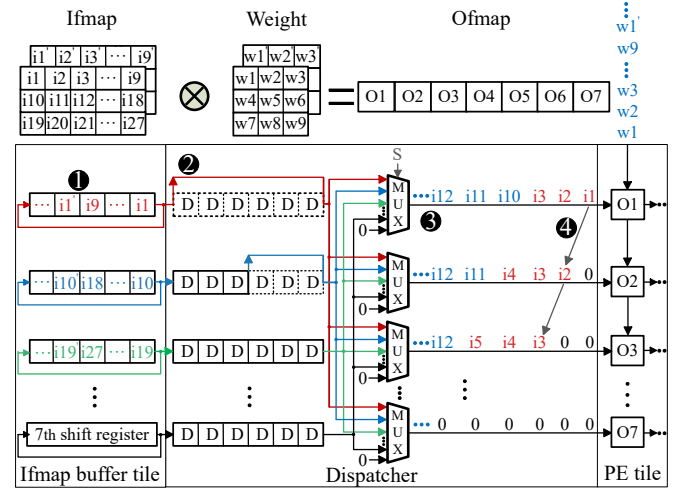 Ifmap Weight Ofmap
i1' i2' i3' ··· i9'
i1 i2 i3 ··· i9
i10 i11 i12 ··· i18
i19 i20 i21 ··· i27
w1' w2' w3'
w1 w2 w3
w4 w5 w6
w7 w8 w9
=
O1 O2 O3 O4 O5 O6 O7
w1'
w9
w3
w2
w1
1 2 S
··· i1' i9 ··· i1
D D D D D D
M U X
0
3
··· i12 i11 i10 i3 i2 i1
4
O1 ···
··· i10' i18 ··· i10
D D D D D D
M U X
0
··· i12 i11 i4 i3 i2 0
O2 ···
··· i19' i27 ··· i19
D D D D D D
M U X
0
··· i12 i5 i4 i3 0 0
O3 ···
7th shift register
D D D D D D
M U X
0
··· 0 0 0 0 0 0
O7 ···
Ifmap buffer tile Dispatcher PE tile